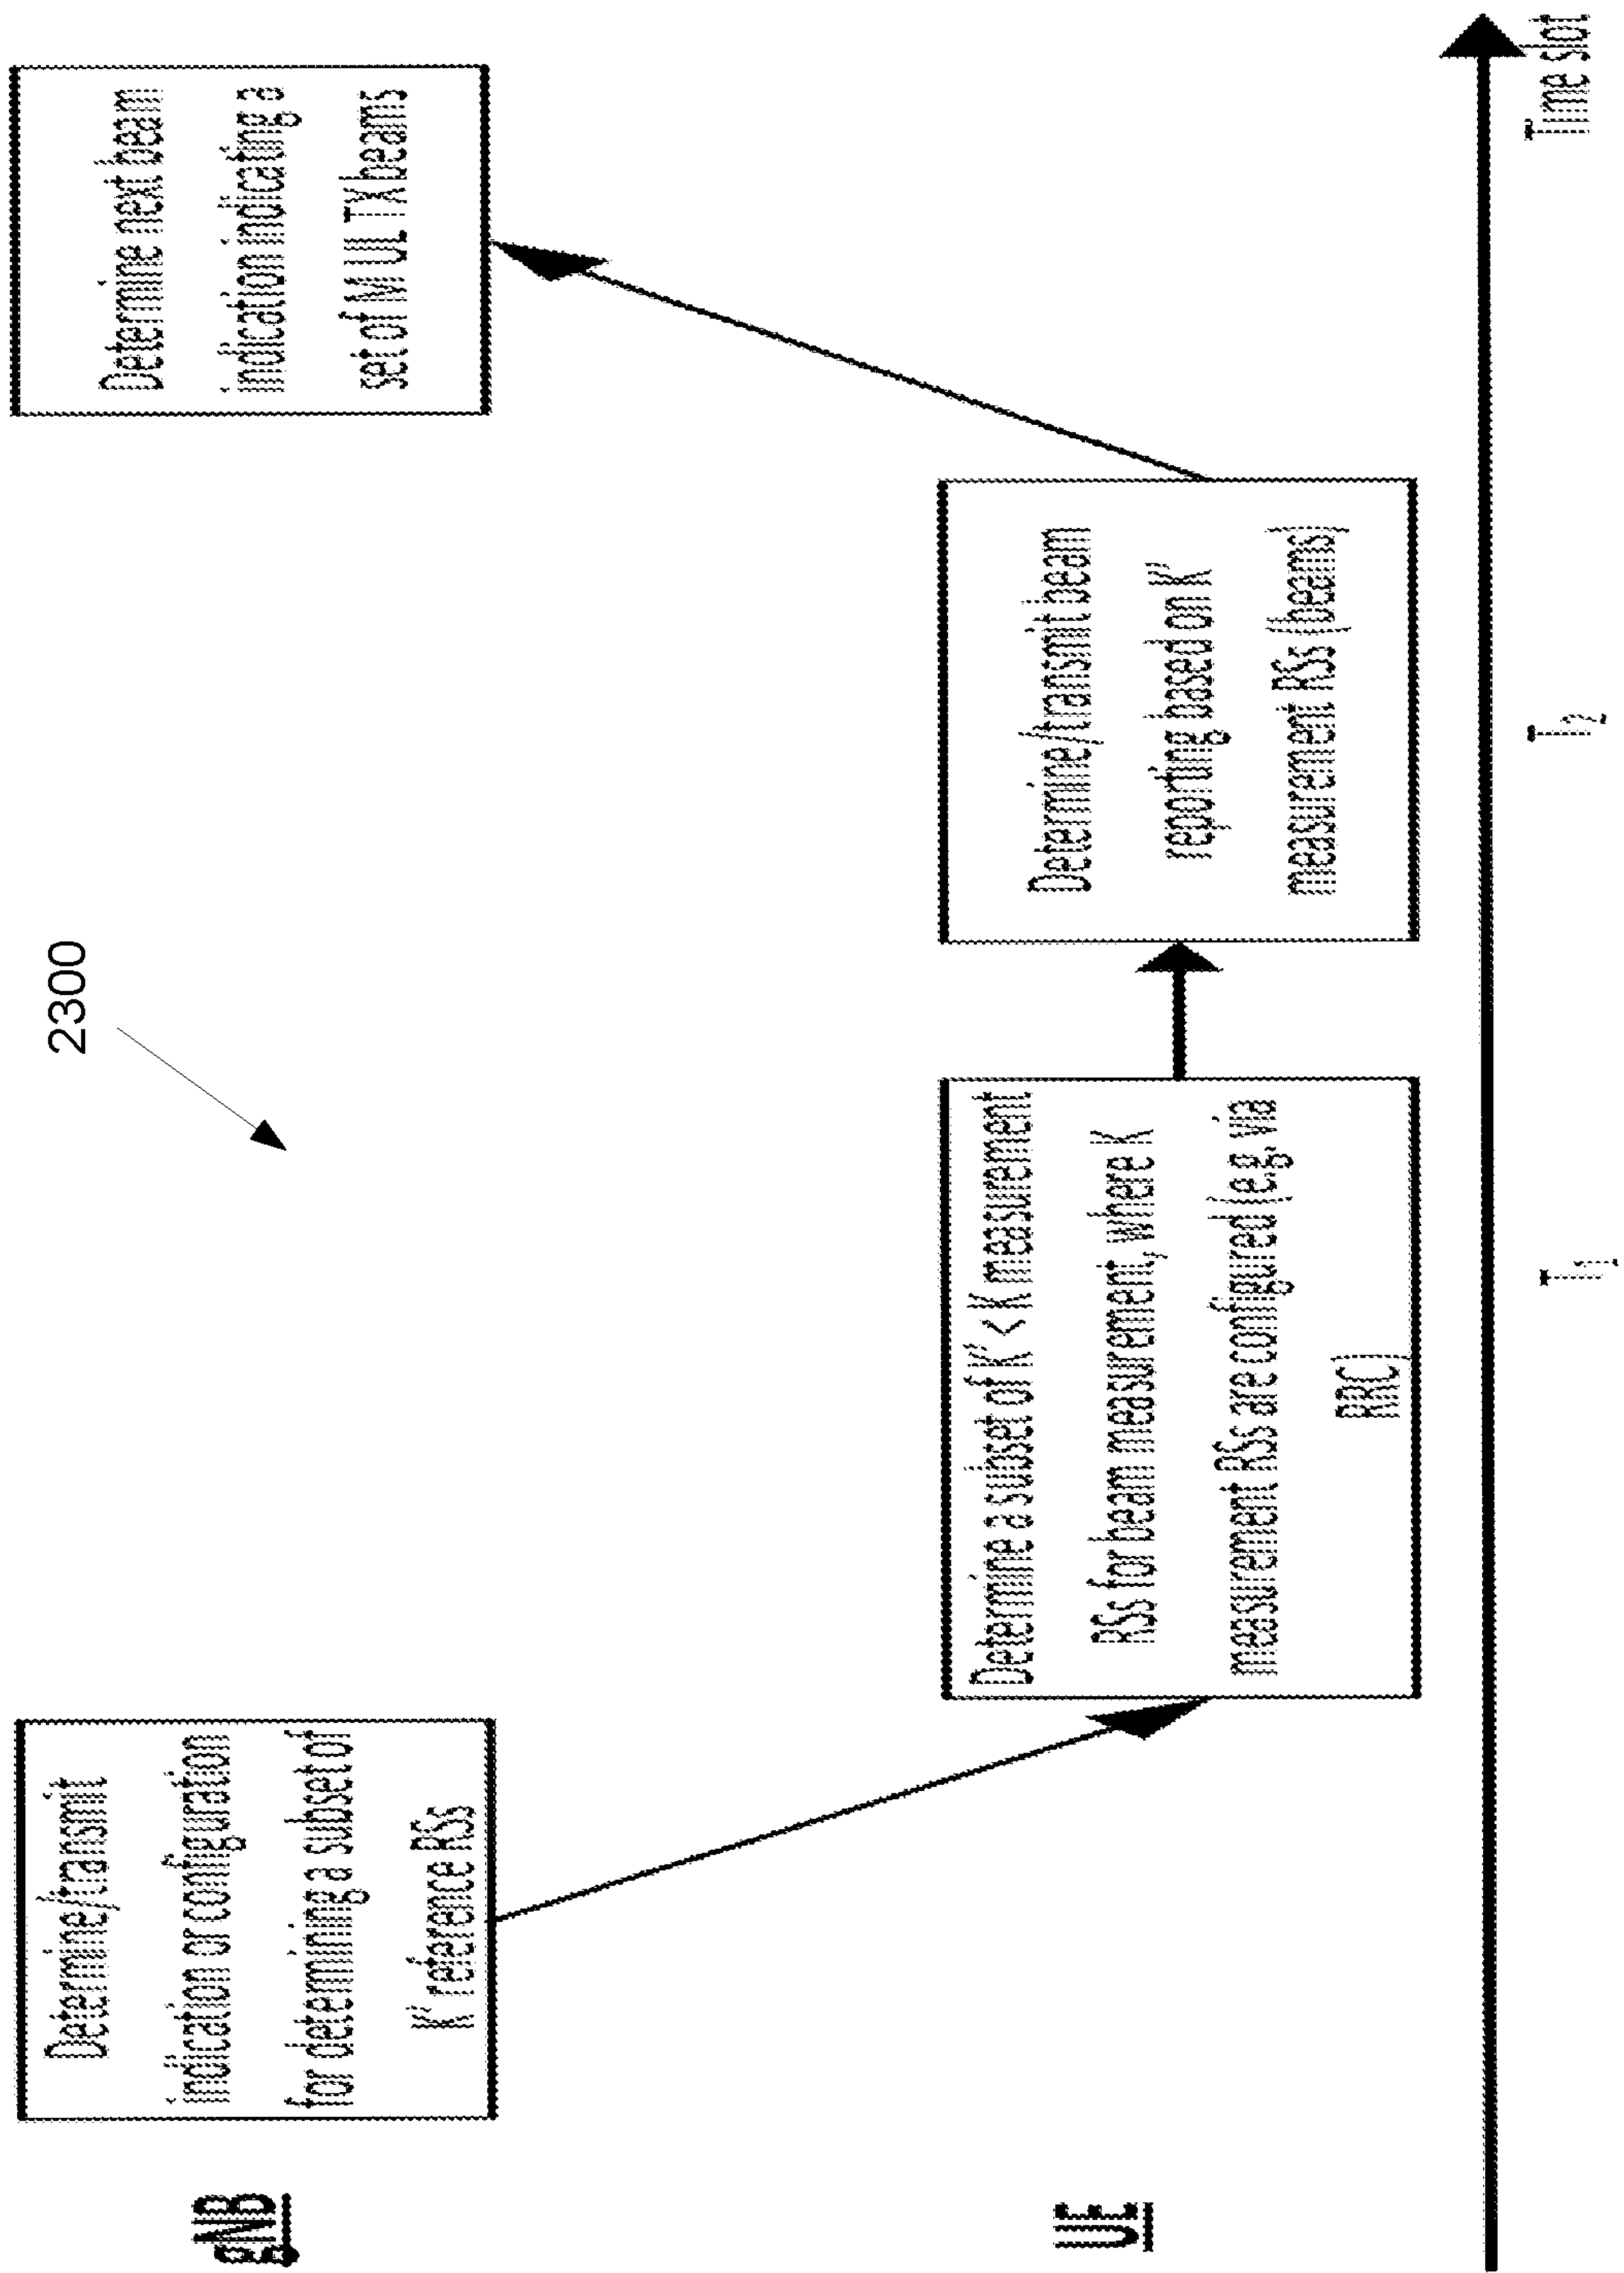 2300
gNB
Determine/transmit
indication or configuration
for determining a subset of
K' reference RSs
Determine next beam
indication indicating a
set of M UL TX beams
UE
Determine a subset of K' < K measurement
RSs for beam measurement, where K
measurement RSs are configured (e.g, via
RRC)
Determine/transmit beam
reporting based on K'
measurement RSs (beams)
T1
T2
Time slot